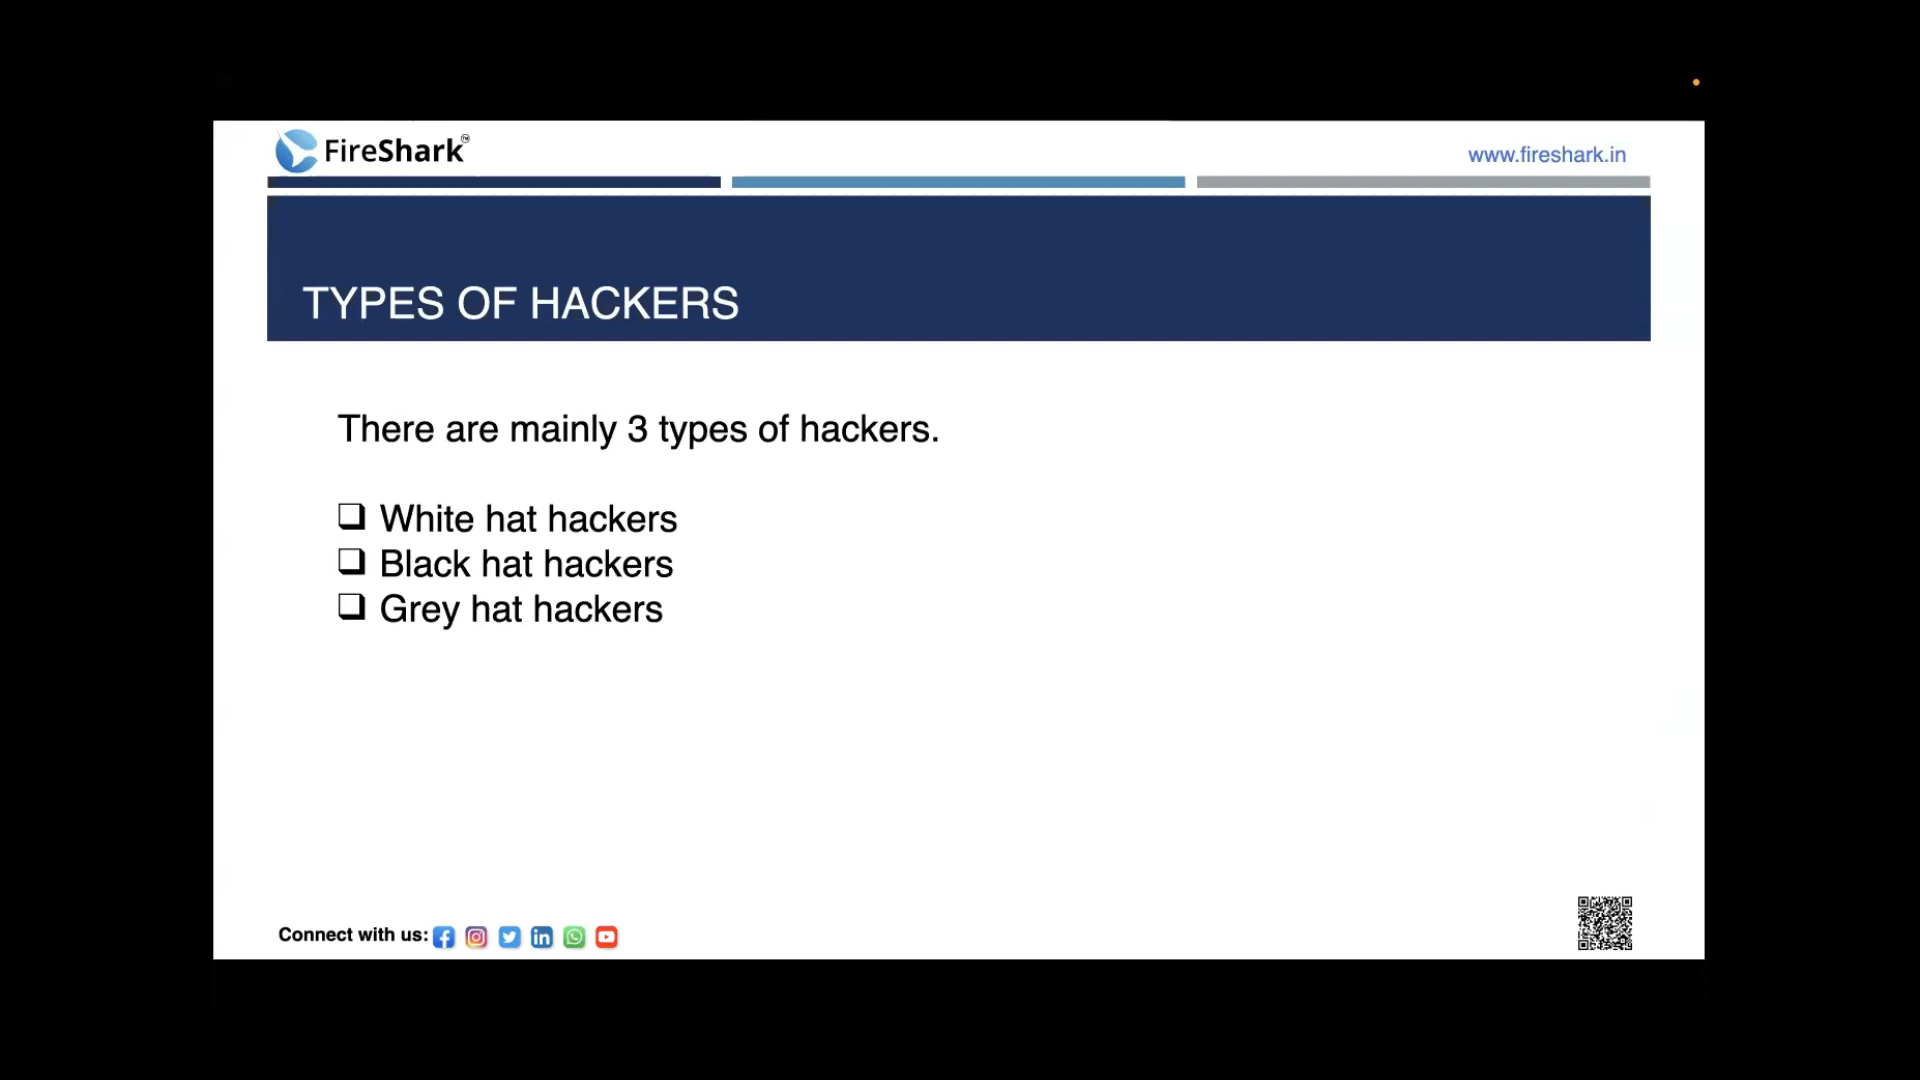 FireShark™
www.fireshark.in
TYPES OF HACKERS
There are mainly 3 types of hackers.
❑ White hat hackers
❑ Black hat hackers
❑ Grey hat hackers
Connect with us: